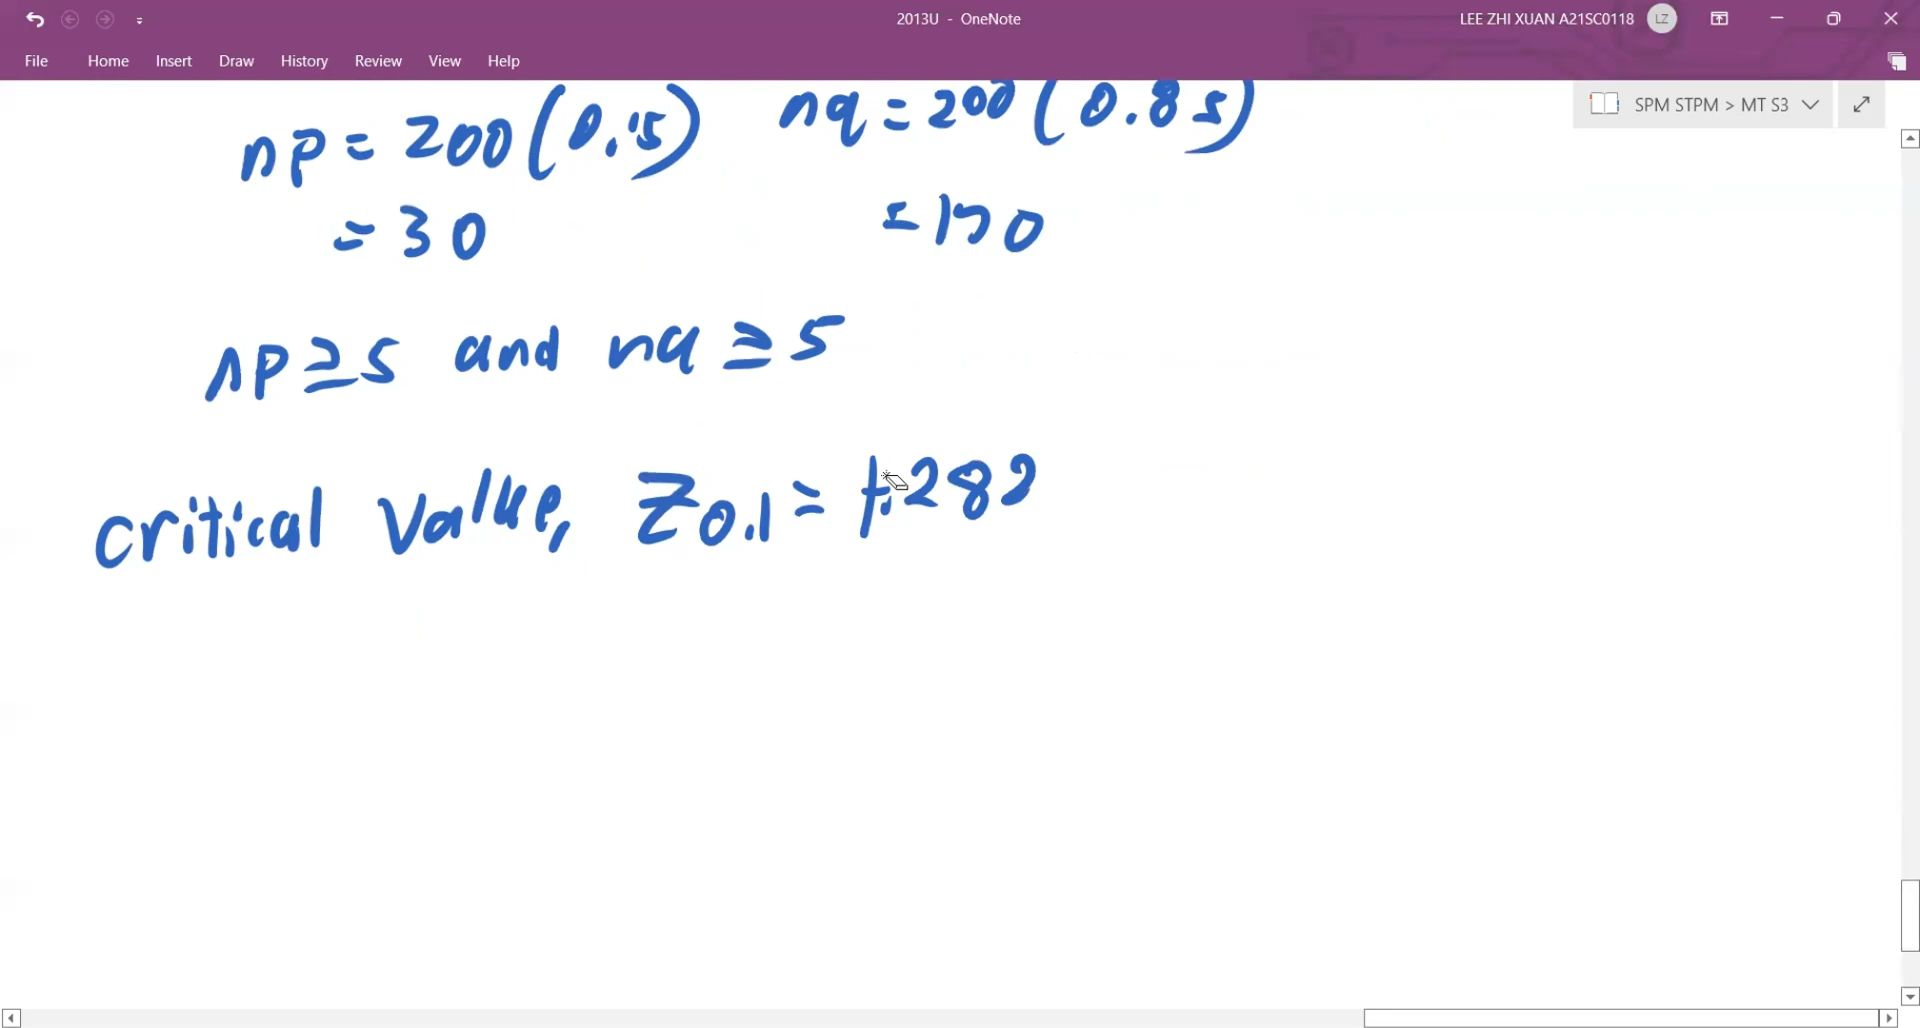 2013U - OneNote
LEE ZHI XUAN A21SC0118
LZ
File Home Insert Draw History Review View Help
SPM STPM > MT S3
np = 200(0.15) nq = 200(0.85)
= 30 = 170
np ≥ 5 and nq ≥ 5
critical value, Z0.1 = 1.282